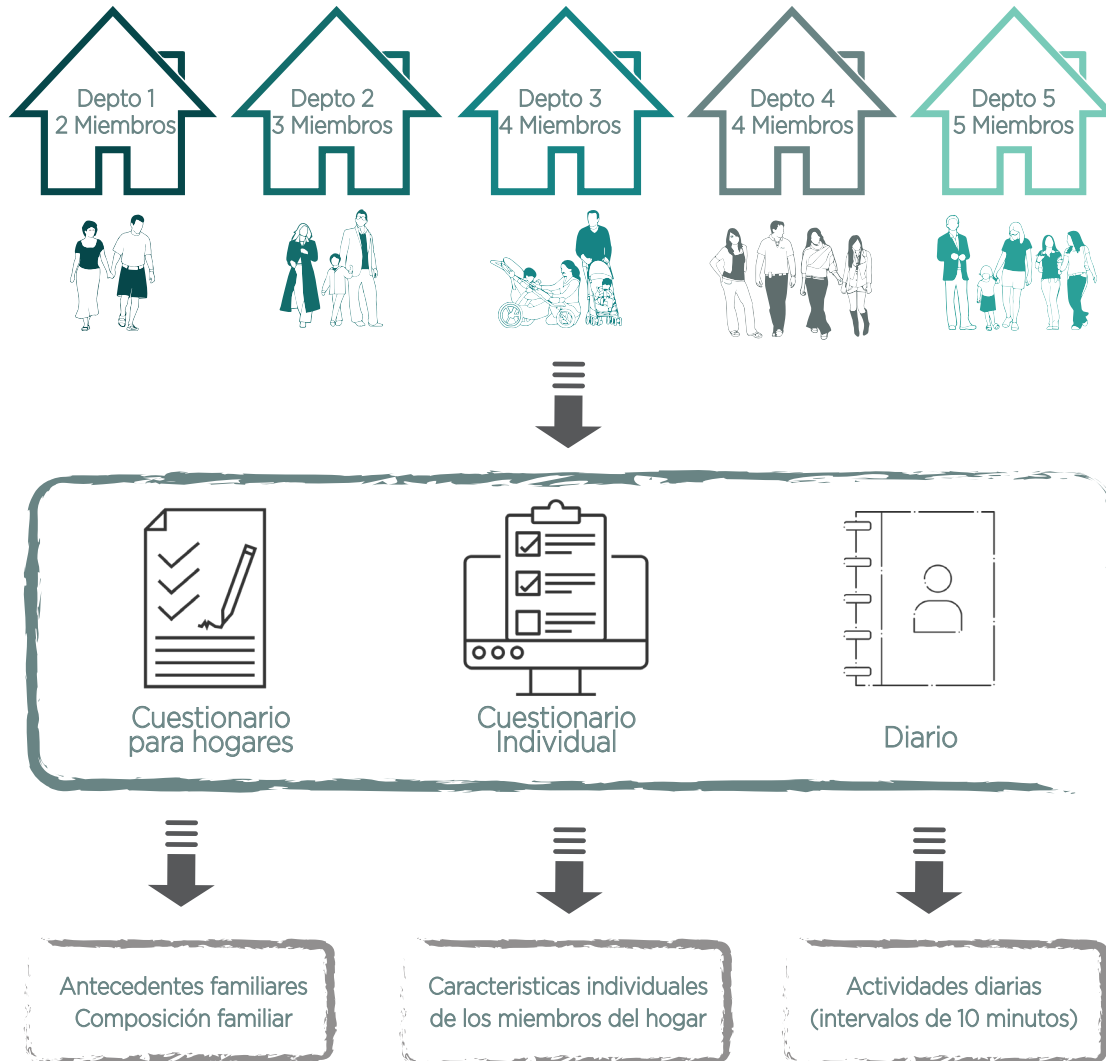 Depto 1
2 Miembros
Depto 2
3 Miembros
Depto 3
4 Miembros
Depto 4
4 Miembros
Depto 5
5 Miembros
Cuestionario
para hogares
Cuestionario
Individual
Diario
Antecedentes familiares
Composición familiar
Caracteristicas individuales
de los miembros del hogar
Actividades diarias
(intervalos de 10 minutos)